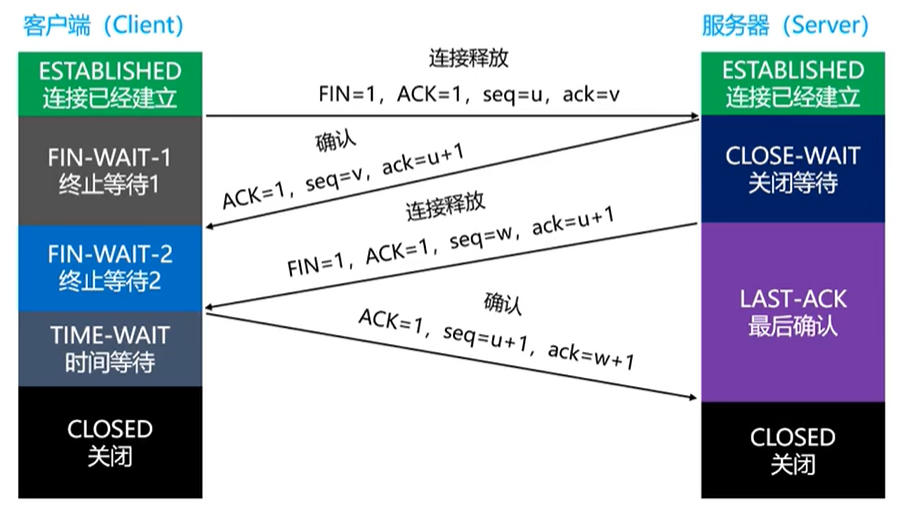 客户端（Client）
服务器（Server）
ESTABLISHED
连接已经建立
连接释放
FIN=1，ACK=1，seq=u，ack=v
ESTABLISHED
连接已经建立
FIN-WAIT-1
终止等待1
确认
ACK=1，seq=v，ack=u+1
CLOSE-WAIT
关闭等待
连接释放
FIN=1，ACK=1，seq=w，ack=u+1
FIN-WAIT-2
终止等待2
确认
ACK=1，seq=u+1，ack=w+1
LAST-ACK
最后确认
TIME-WAIT
时间等待
CLOSED
关闭
CLOSED
关闭